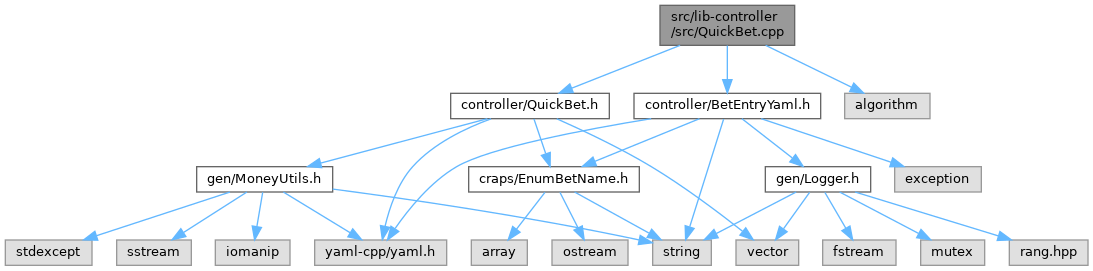 src/lib-controller
/src/QuickBet.cpp
controller/QuickBet.h
controller/BetEntryYaml.h
algorithm
gen/MoneyUtils.h
craps/EnumBetName.h
gen/Logger.h
exception
stdexcept
sstream
iomanip
yaml-cpp/yaml.h
array
ostream
string
vector
fstream
mutex
rang.hpp